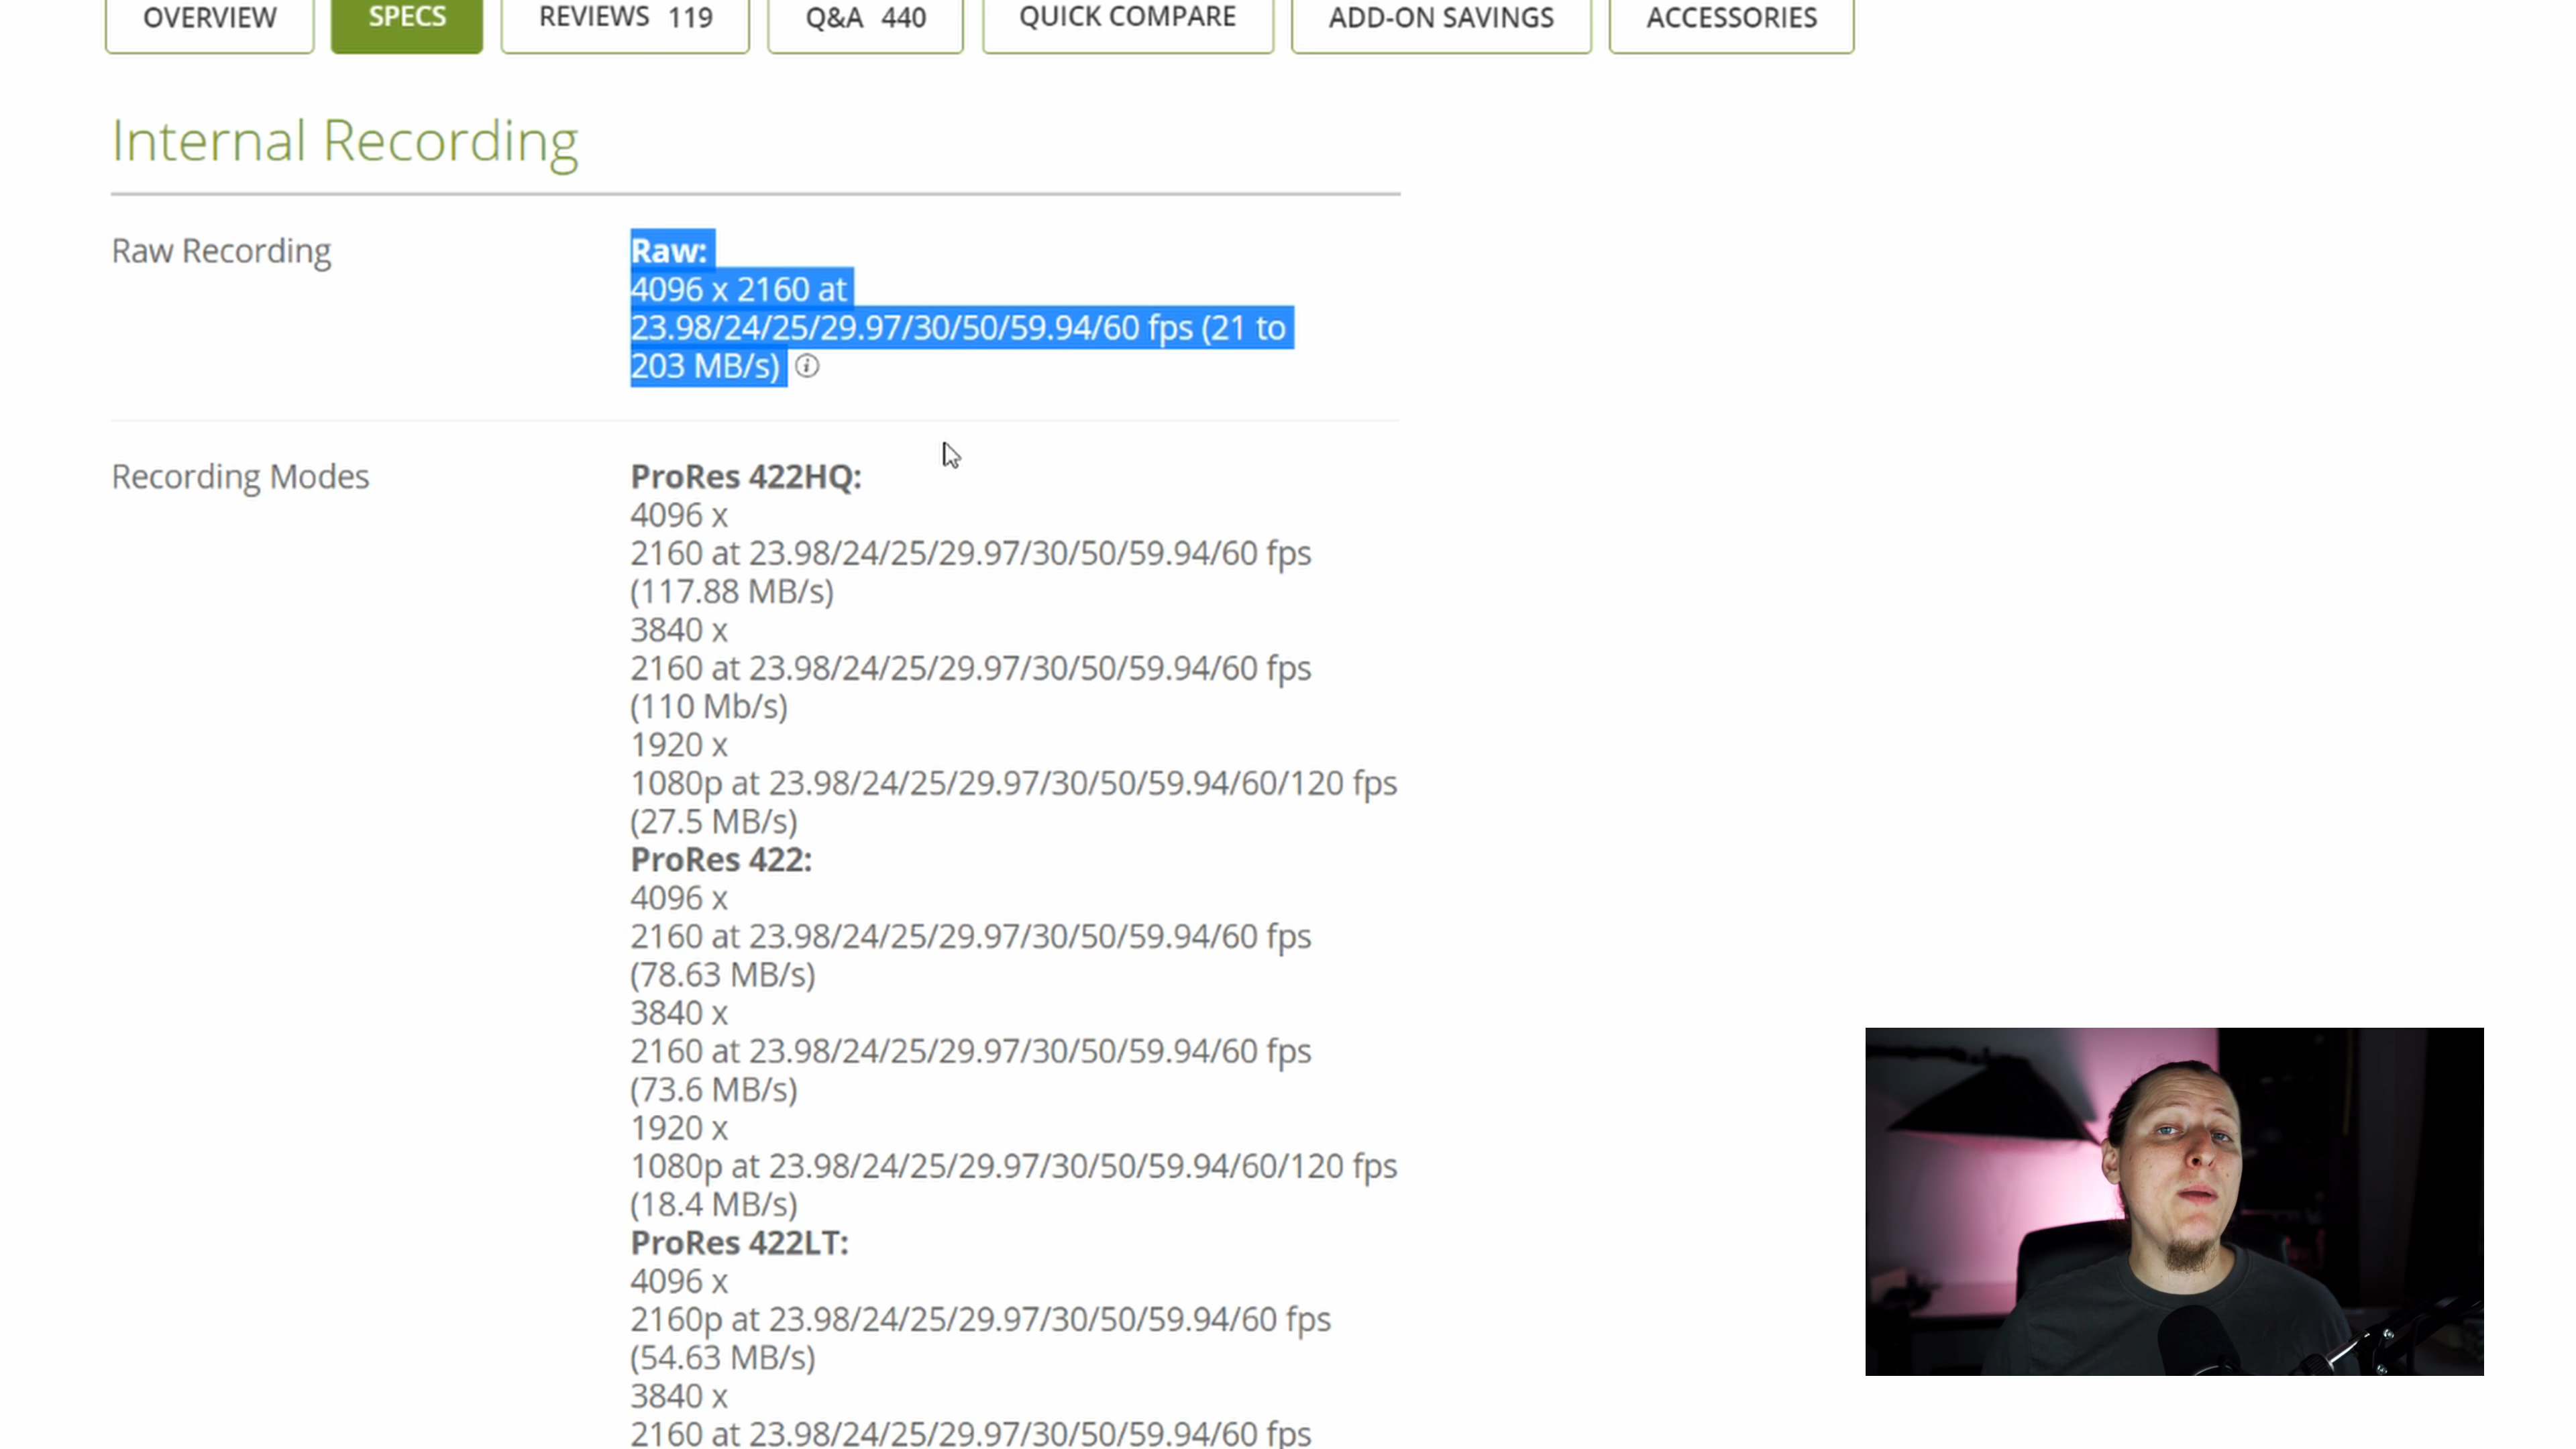 OVERVIEW
SPECS
REVIEWS 119
Q&A 440
QUICK COMPARE
ADD-ON SAVINGS
ACCESSORIES
Internal Recording
Raw Recording
Raw:
4096 x 2160 at
23.98/24/25/29.97/30/50/59.94/60 fps (21 to
203 MB/s)
Recording Modes
ProRes 422HQ:
4096 x
2160 at 23.98/24/25/29.97/30/50/59.94/60 fps
(117.88 MB/s)
3840 x
2160 at 23.98/24/25/29.97/30/50/59.94/60 fps
(110 Mb/s)
1920 x
1080p at 23.98/24/25/29.97/30/50/59.94/60/120 fps
(27.5 MB/s)
ProRes 422:
4096 x
2160 at 23.98/24/25/29.97/30/50/59.94/60 fps
(78.63 MB/s)
3840 x
2160 at 23.98/24/25/29.97/30/50/59.94/60 fps
(73.6 MB/s)
1920 x
1080p at 23.98/24/25/29.97/30/50/59.94/60/120 fps
(18.4 MB/s)
ProRes 422LT:
4096 x
2160p at 23.98/24/25/29.97/30/50/59.94/60 fps
(54.63 MB/s)
3840 x
2160 at 23.98/24/25/29.97/30/50/59.94/60 fps